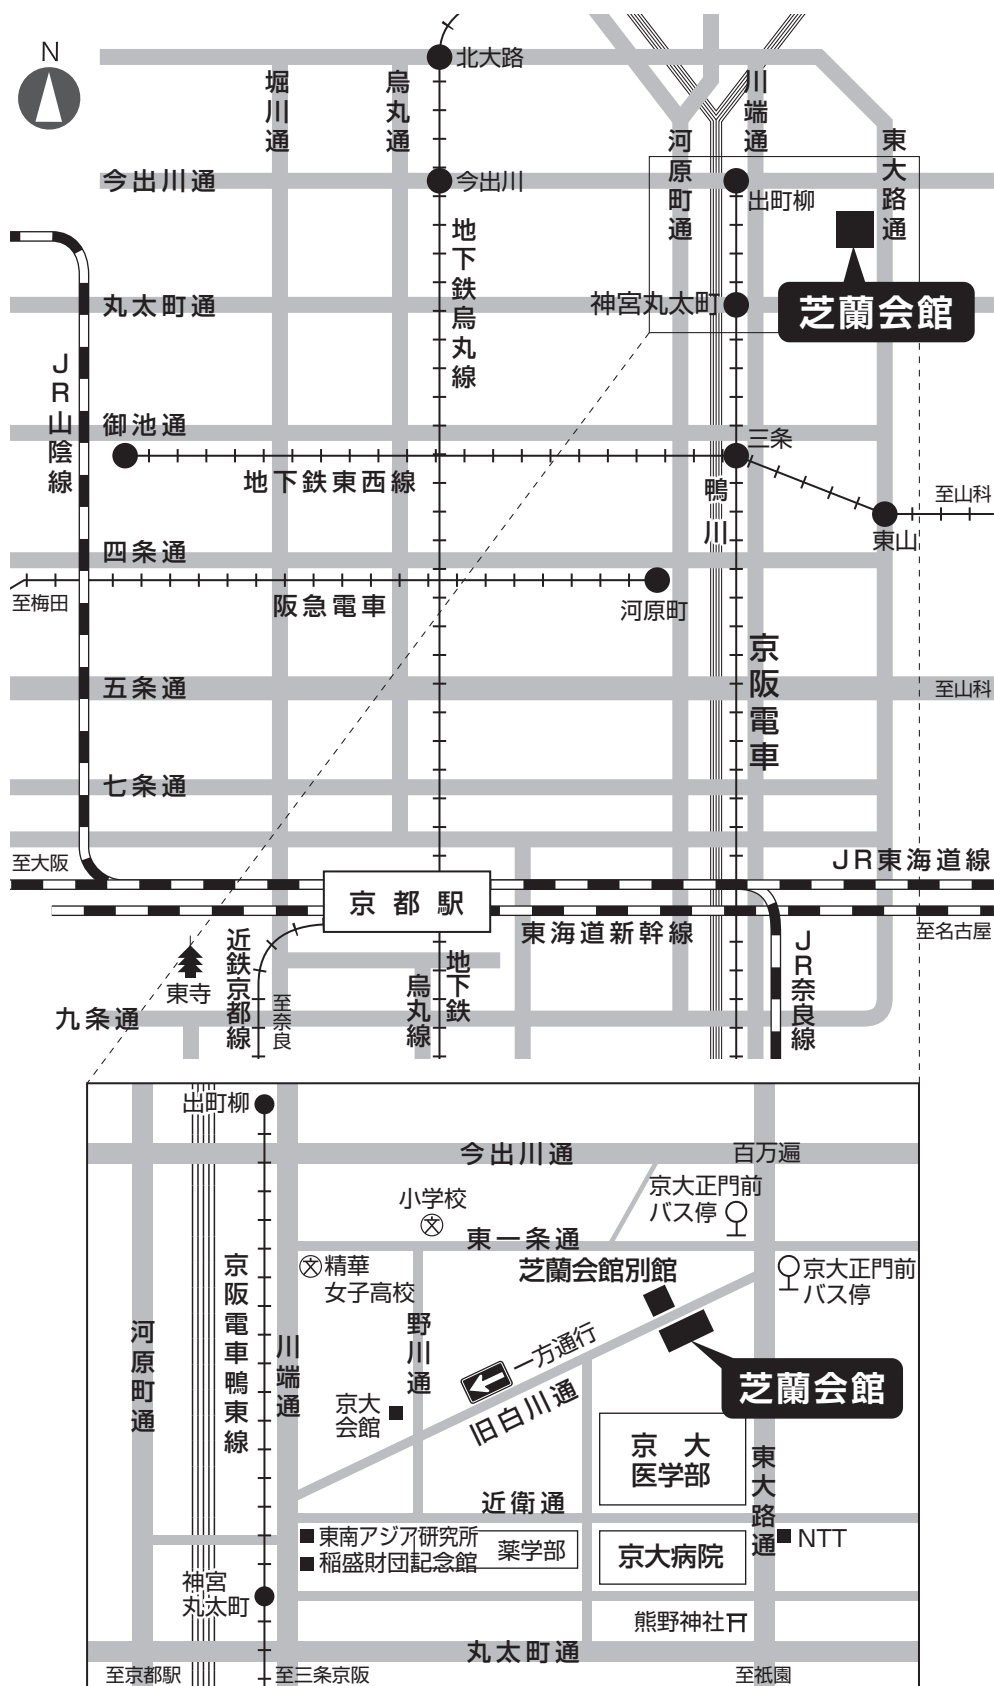 N
北大路
堀川通
烏丸通
川端通
河原町通
東大路通
今出川通
今出川
出町柳
地下鉄烏丸線
丸太町通
神宮丸太町
芝蘭会館
JR山陰線
御池通
三条
地下鉄東西線
鴨川
至山科
東山
四条通
至梅田
阪急電車
河原町
京阪電車
五条通
至山科
七条通
至大阪
JR東海道線
京都駅
東海道新幹線
至名古屋
近鉄京都線
至奈良
地下鉄
烏丸線
JR奈良線
東寺
九条通
出町柳
今出川通
百万遍
小学校
文
京大正門前
バス停
東一条通
文
精華
女子高校
芝蘭会館別館
京大正門前
バス停
京阪電車鴨東線
河原町通
川端通
野川通
一方通行
旧白川通
芝蘭会館
京大
会館
京大
医学部
東大路通
近衛通
東南アジア研究所
稲盛財団記念館
薬学部
京大病院
NTT
神宮
丸太町
熊野神社
丸太町通
至京都駅
至三条京阪
至祇園